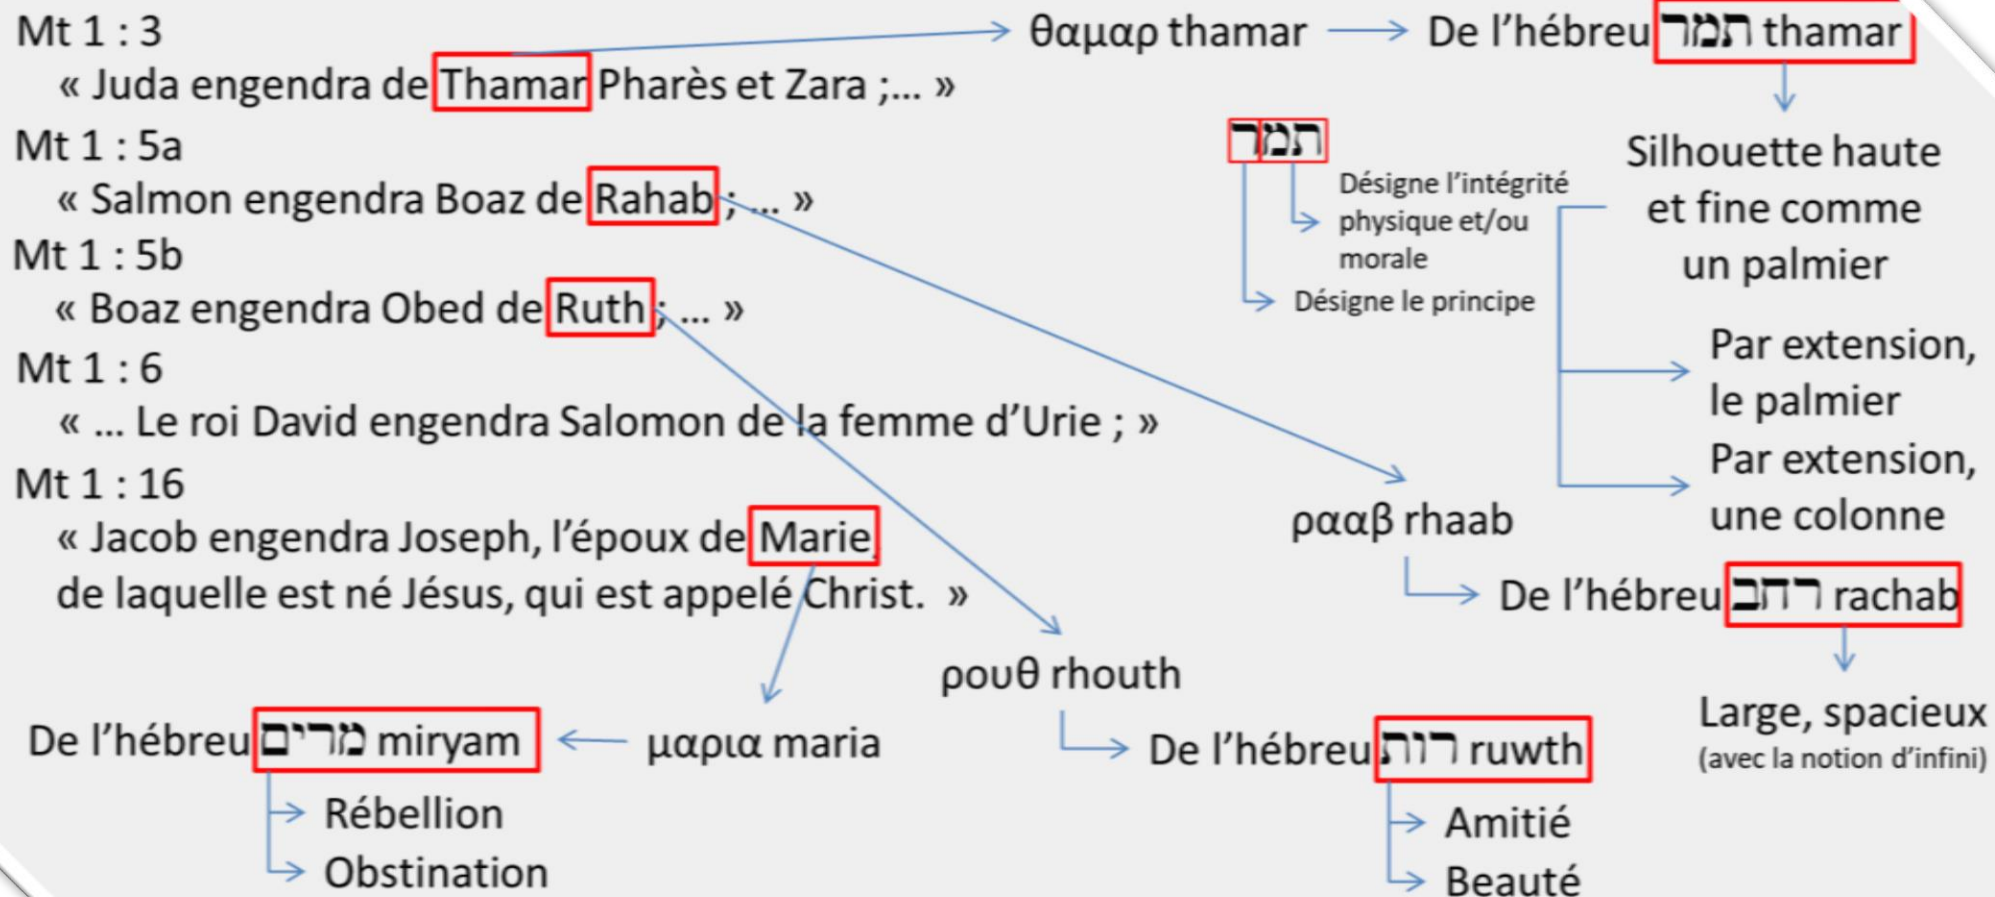 Mt 1 : 3
« Juda engendra de Thamar Pharès et Zara ;... »
Mt 1 : 5a
« Salmon engendra Boaz de Rahab ; ... »
Mt 1 : 5b
« Boaz engendra Obed de Ruth ; ... »
Mt 1 : 6
« ... Le roi David engendra Salomon de la femme d’Urie ; »
Mt 1 : 16
« Jacob engendra Joseph, l’époux de Marie,
de laquelle est né Jésus, qui est appelé Christ. »
θαμαρ thamar
De l’hébreu תמר thamar
תמר
Désigne l’intégrité
physique et/ou
morale
Désigne le principe
Silhouette haute
et fine comme
un palmier
Par extension,
le palmier
Par extension,
une colonne
ρααβ rhaab
De l’hébreu רחב rachab
Large, spacieux
(avec la notion d’infini)
ρουθ rhouth
De l’hébreu רות ruwth
Amitié
Beauté
μαρια maria
De l’hébreu מרים miryam
Rébellion
Obstination